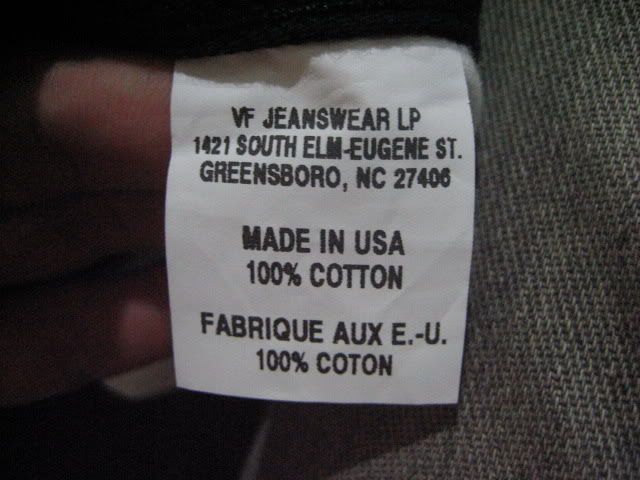 VF JEANSWEAR LP
1421 SOUTH ELM-EUGENE ST.
GREENSBORO, NC 27406
MADE IN USA
100% COTTON
FABRIQUE AUX E.-U.
100% COTON